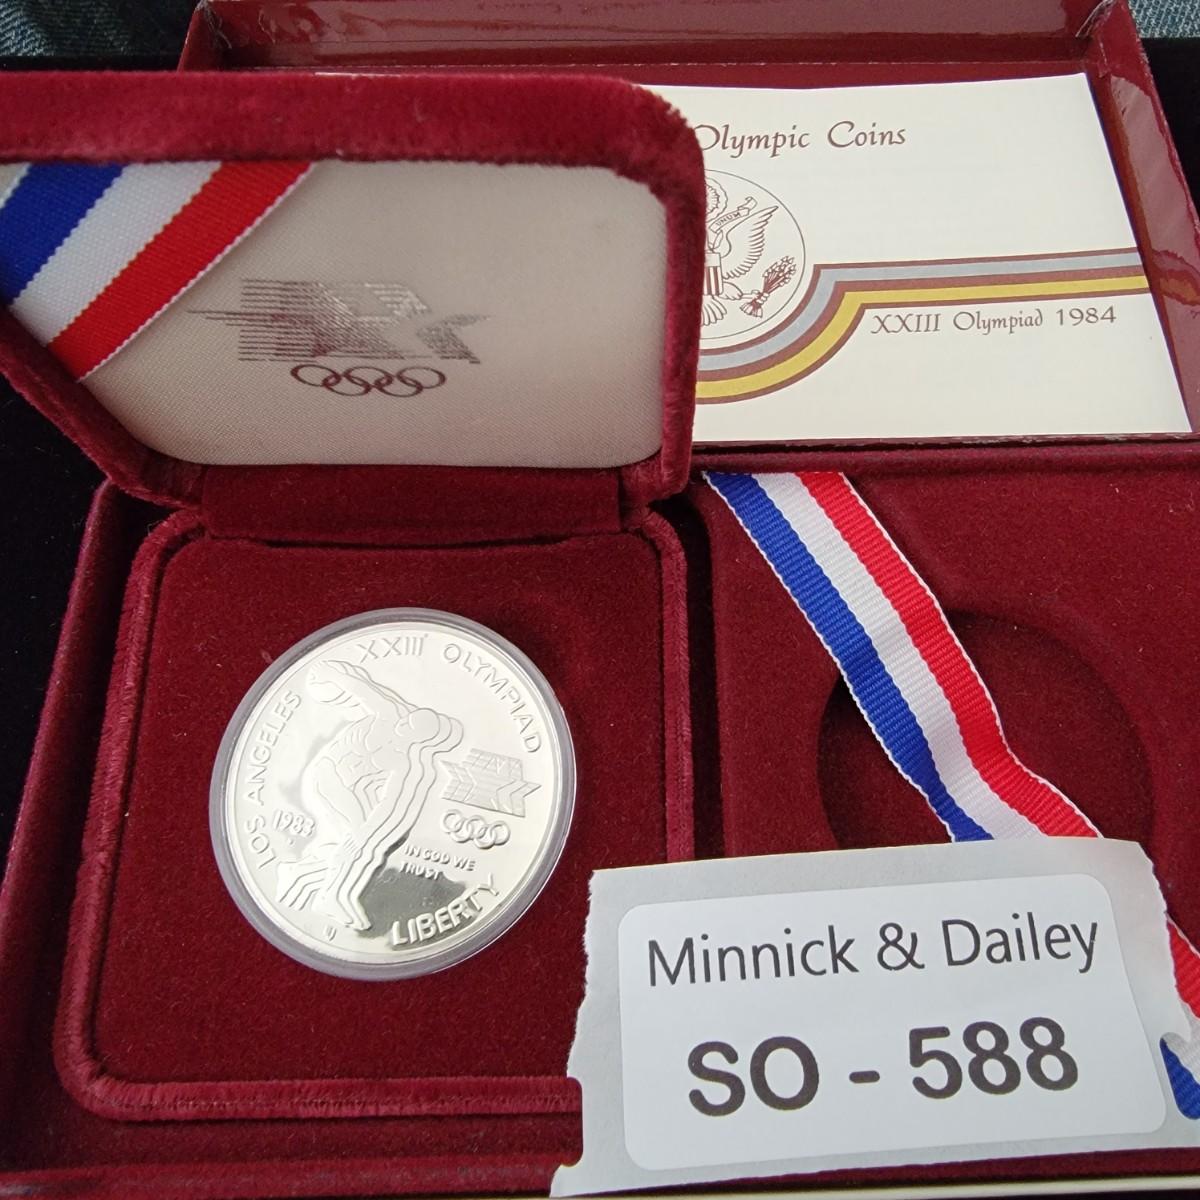 Olympic Coins
UNUM
XXIII Olympiad 1984
XXIII OLYMPIAD
LOS ANGELES
1983
IN GOD WE
TRUST
LIBERTY
Minnick & Dailey
SO - 588